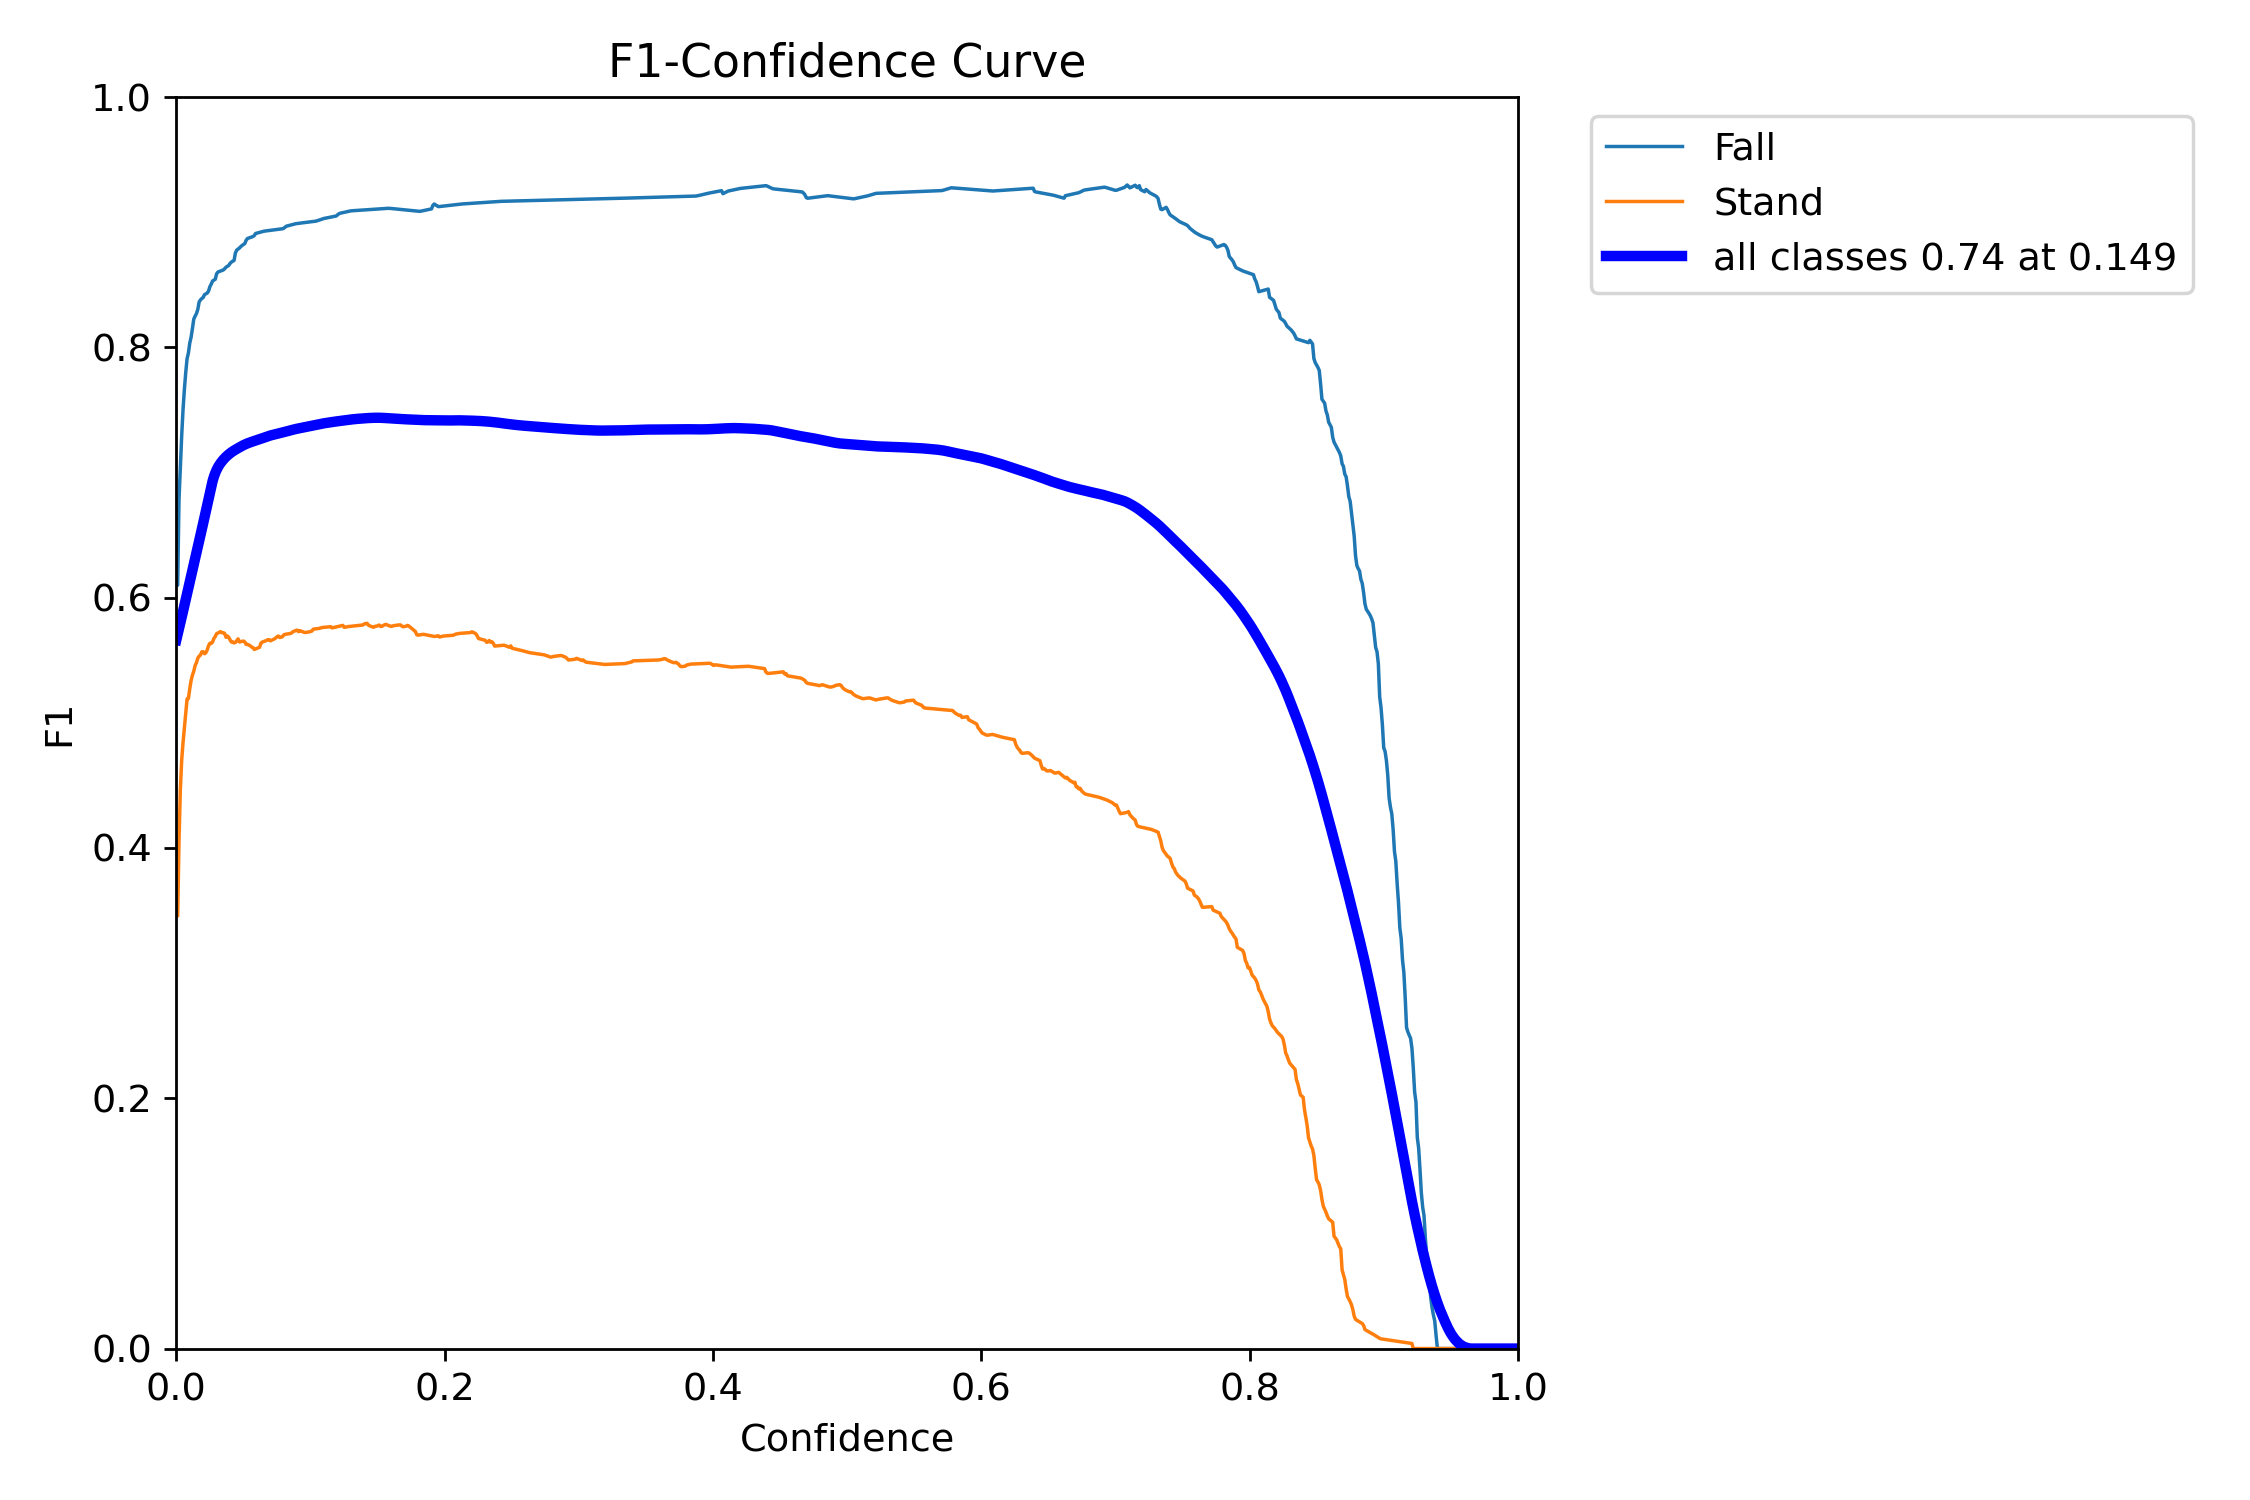 F1-Confidence Curve
1.0
0.8
0.6
0.4
0.2
0.0
F1
0.0 0.2 0.4 0.6 0.8 1.0
Confidence
Fall
Stand
all classes 0.74 at 0.149